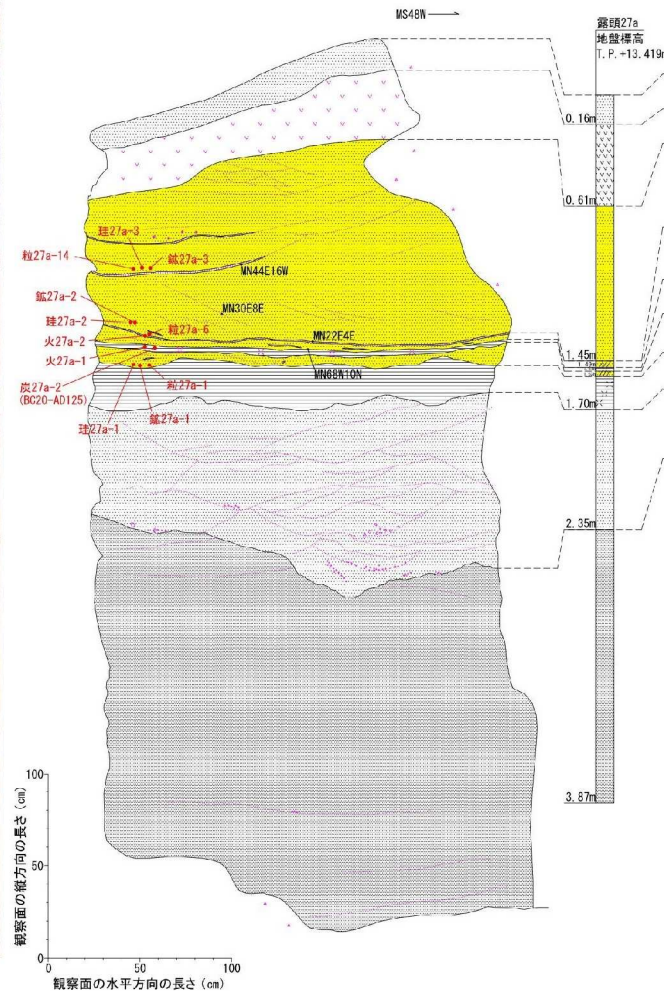 MS48W
露頭27a
地盤標高
T.P.+13.419m
0.16m
0.61m
珪27a-3
粒27a-14
鉱27a-3
MN44E16W
鉱27a-2
MN30E8E
珪27a-2
粒27a-6
火27a-2
MN22E4E
火27a-1
1.45m
炭27a-2
(BC20-AD125)
粒27a-1
MN68W10N
珪27a-1
鉱27a-1
1.70m
2.35m
3.87m
100
50
0
観察面の縦方向の長さ(cm)
0
50
100
観察面の水平方向の長さ(cm)